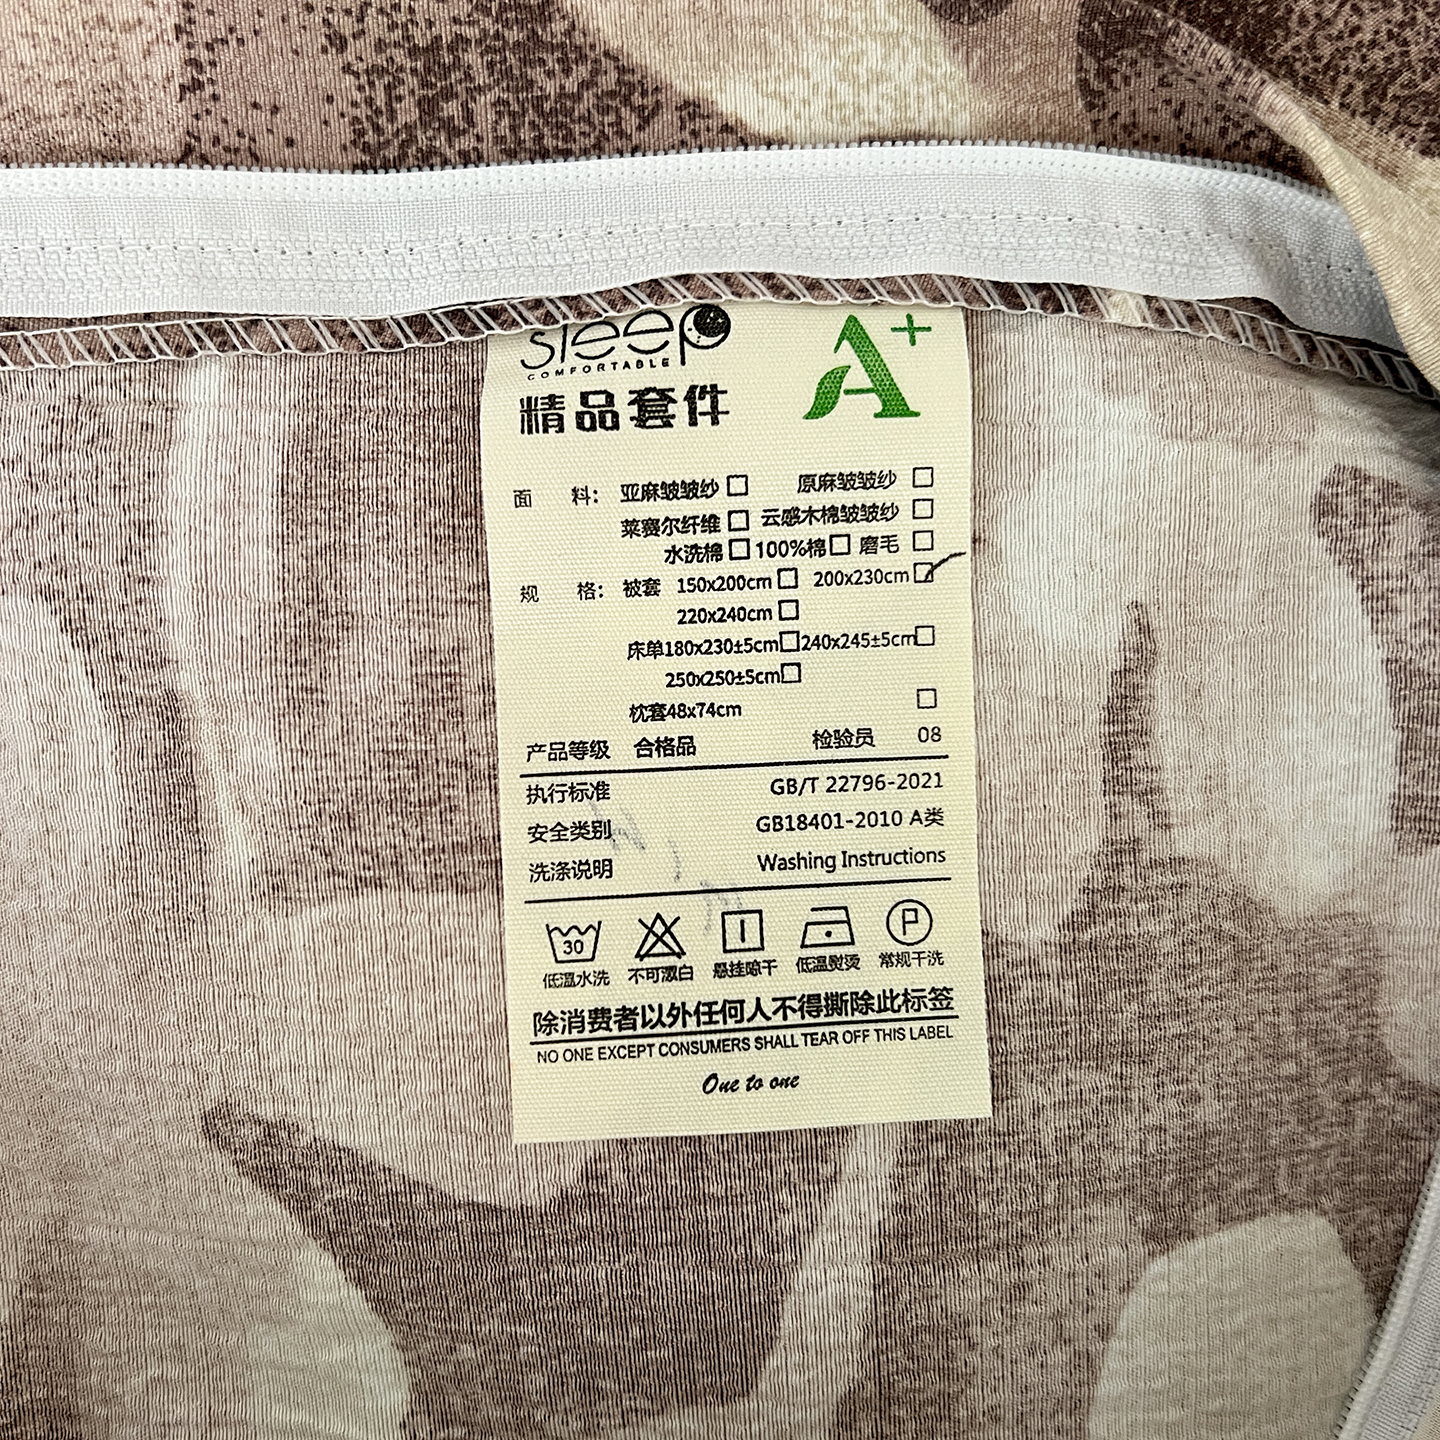 sleep
COMFORTABLE
A+
精品套件
面 料: 亚麻皱皱纱 □ 原麻皱皱纱 □
莱赛尔纤维 □ 云感木棉皱皱纱 □
水洗棉 □ 100%棉 □ 磨毛 □
规 格: 被套 150x200cm □ 200x230cm ☑
220x240cm □
床单180x230±5cm □ 240x245±5cm □
250x250±5cm □
枕套48x74cm □
产品等级 合格品 检验员 08
执行标准 GB/T 22796-2021
安全类别 GB18401-2010 A类
洗涤说明 Washing Instructions
30 P
低温水洗 不可漂白 悬挂晾干 低温熨烫 常规干洗
除消费者以外任何人不得撕除此标签
NO ONE EXCEPT CONSUMERS SHALL TEAR OFF THIS LABEL
One to one